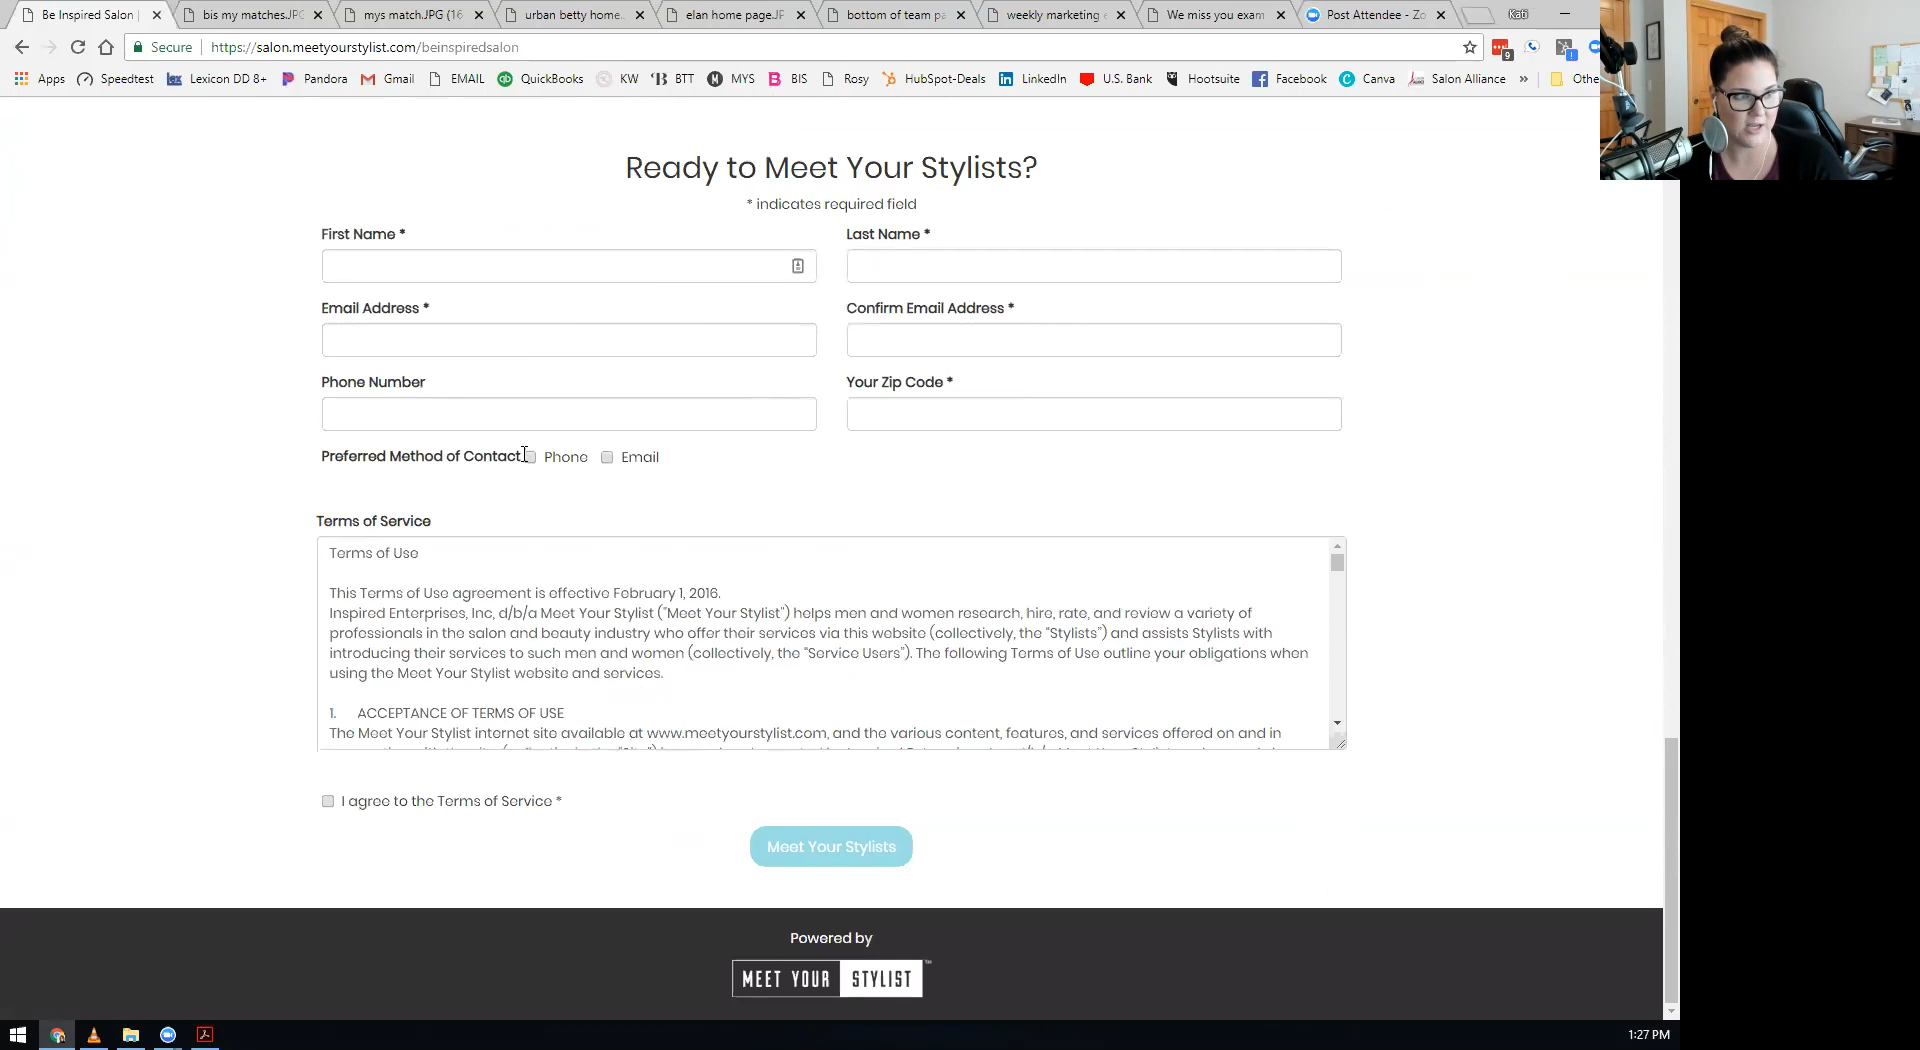 Be Inspired Salon |
bis my matches.JPG
mys match.JPG (16
urban betty home.
elan home page.JP
bottom of team pa
weekly marketing e
We miss you exam
Post Attendee - Zo
Kati
Secure
https://salon.meetyourstylist.com/beinspiredsalon
9
Apps
Speedtest
Lexicon DD 8+
Pandora
Gmail
EMAIL
QuickBooks
KW
BTT
MYS
BIS
Rosy
HubSpot-Deals
LinkedIn
U.S. Bank
Hootsuite
Facebook
Canva
Salon Alliance
»
Othe
Ready to Meet Your Stylists?
* indicates required field
First Name *
Last Name *
Email Address *
Confirm Email Address *
Phone Number
Your Zip Code *
Preferred Method of Contact
Phone
Email
Terms of Service
Terms of Use
This Terms of Use agreement is effective February 1, 2016.
Inspired Enterprises, Inc, d/b/a Meet Your Stylist ("Meet Your Stylist") helps men and women research, hire, rate, and review a variety of
professionals in the salon and beauty industry who offer their services via this website (collectively, the "Stylists") and assists Stylists with
introducing their services to such men and women (collectively, the "Service Users"). The following Terms of Use outline your obligations when
using the Meet Your Stylist website and services.
1. ACCEPTANCE OF TERMS OF USE
The Meet Your Stylist internet site available at www.meetyourstylist.com, and the various content, features, and services offered on and in
I agree to the Terms of Service *
Meet Your Stylists
Powered by
MEET YOUR STYLIST™
1:27 PM